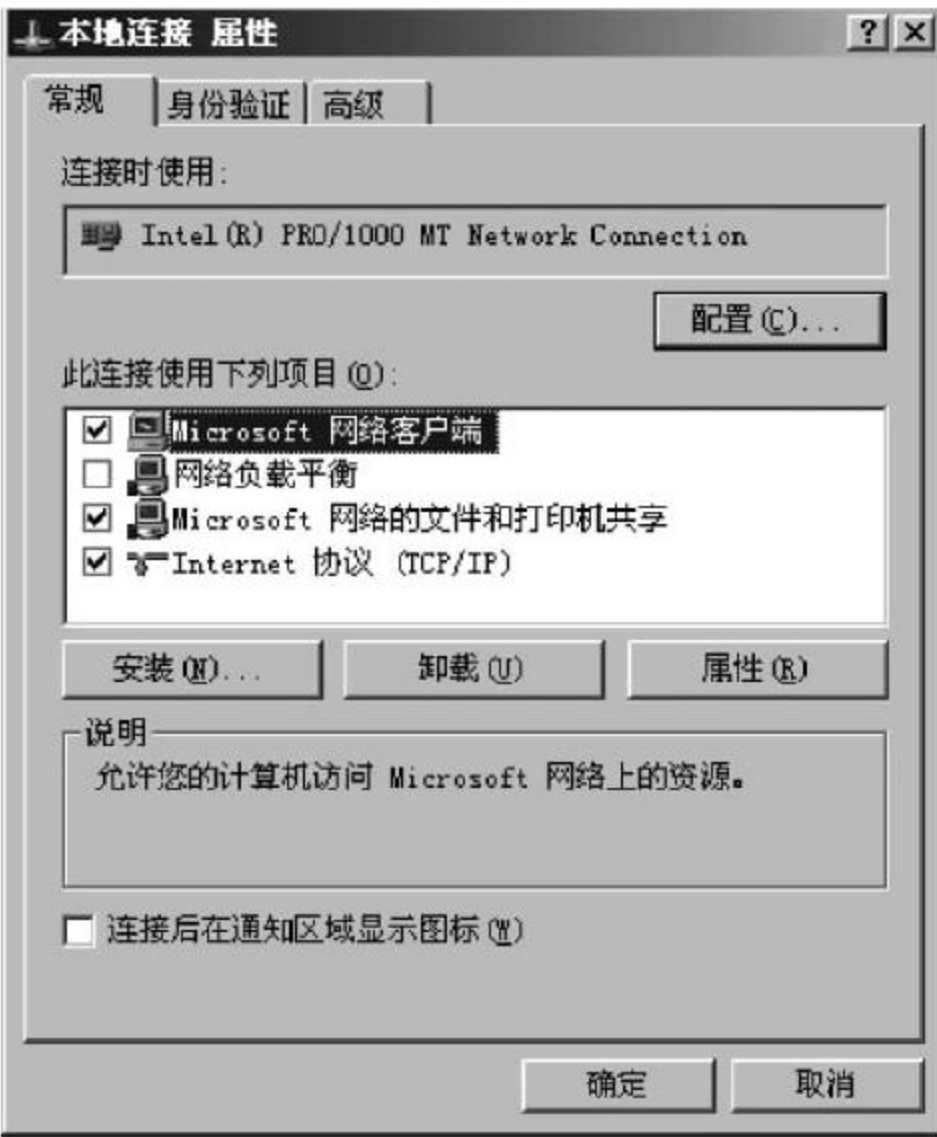 本地连接 属性
常规 身份验证 高级
连接时使用:
Intel(R) PRO/1000 MT Network Connection
配置(C)...
此连接使用下列项目(O):
Microsoft 网络客户端
网络负载平衡
Microsoft 网络的文件和打印机共享
Internet 协议 (TCP/IP)
安装(N)... 卸载(U) 属性(R)
说明
允许您的计算机访问 Microsoft 网络上的资源。
连接后在通知区域显示图标(W)
确定 取消